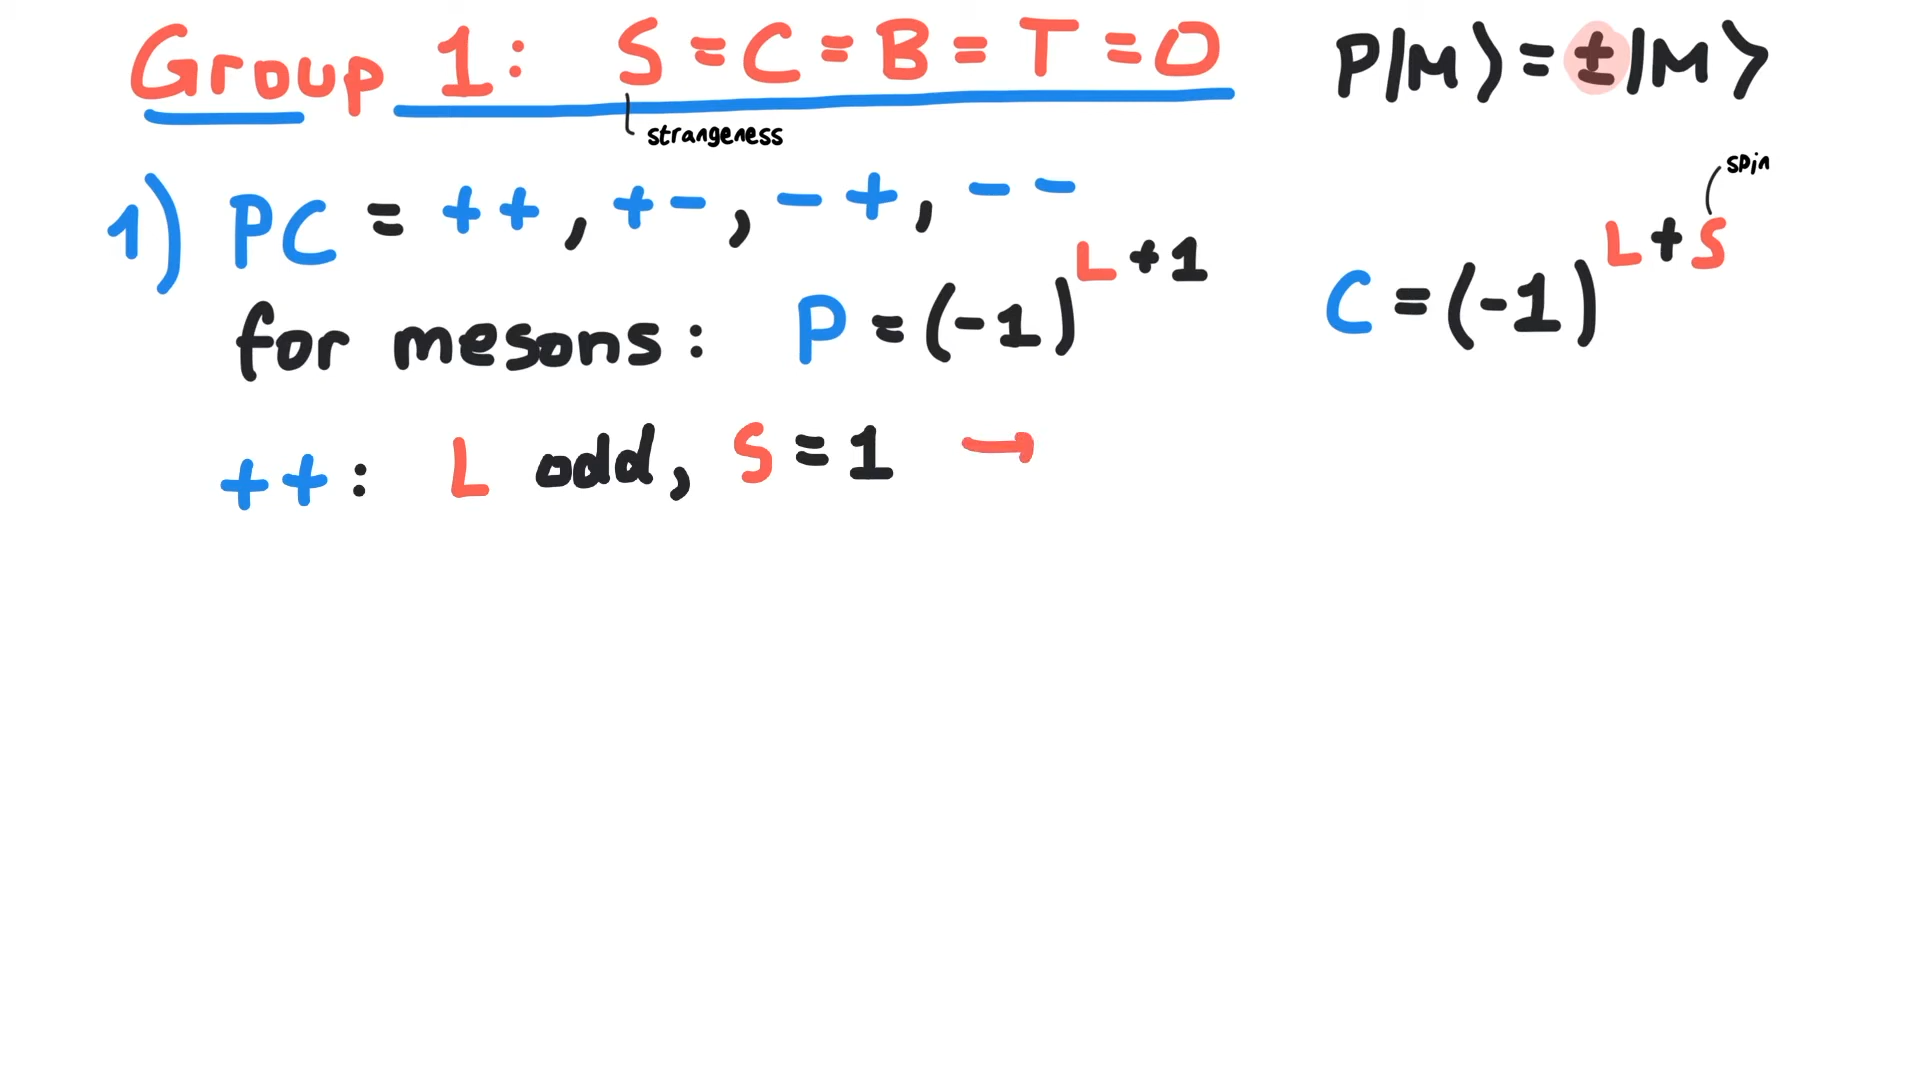 Group 1: S = C = B = T = 0
P|M⟩ = ±|M⟩
strangeness
1) PC = ++, +-, -+, --
spin
for mesons: P = (-1)^{L+1} C = (-1)^{L+S}
++: L odd, S = 1 →